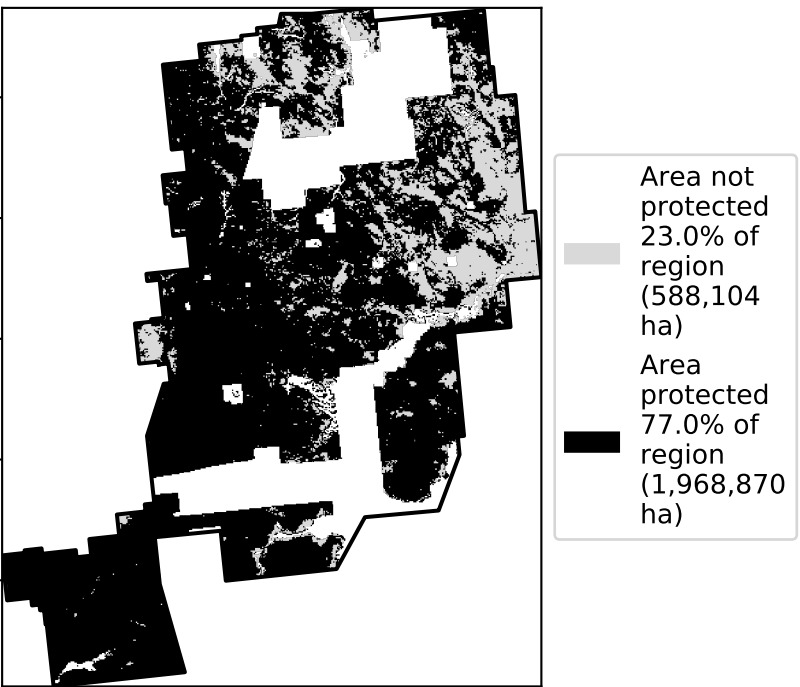 Area not
protected
23.0% of
region
(588,104
ha)
Area
protected
77.0% of
region
(1,968,870
ha)